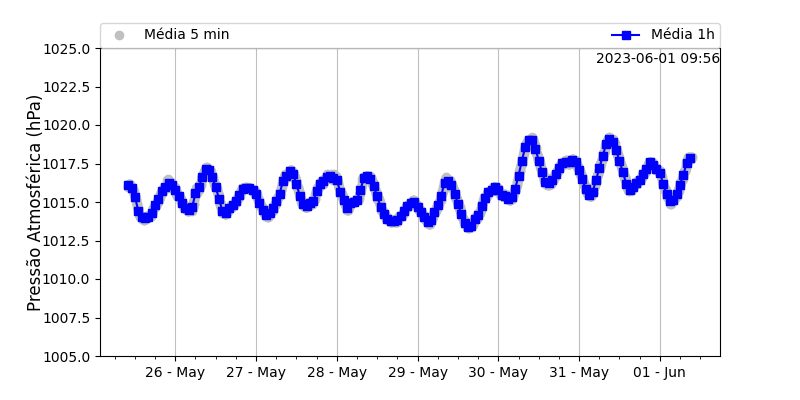 Média 5 min
Média 1h
2023-06-01 09:56
Pressão Atmosférica (hPa)
1025.0
1022.5
1020.0
1017.5
1015.0
1012.5
1010.0
1007.5
1005.0
26 - May
27 - May
28 - May
29 - May
30 - May
31 - May
01 - Jun